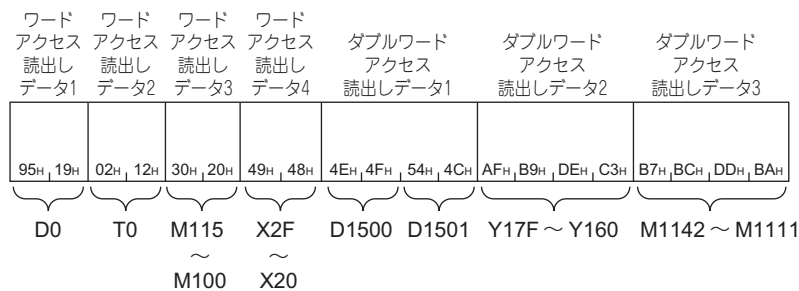 ワード
アクセス
読出し
データ1
ワード
アクセス
読出し
データ2
ワード
アクセス
読出し
データ3
ワード
アクセス
読出し
データ4
ダブルワード
アクセス
読出しデータ1
ダブルワード
アクセス
読出しデータ2
ダブルワード
アクセス
読出しデータ3
95H 19H 02H 12H 30H 20H 49H 48H 4EH 4FH 54H 4CH AFH B9H DEH C3H B7H BCH DDH BAH
D0
T0
M115
～
M100
X2F
～
X20
D1500
D1501
Y17F ～ Y160
M1142 ～ M1111